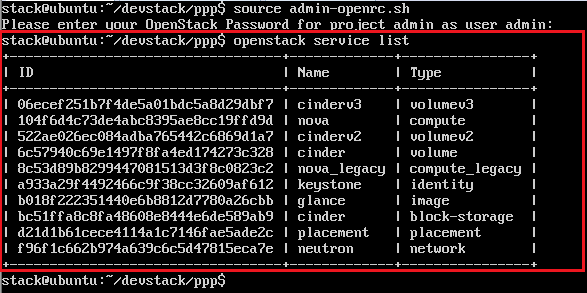 stack@ubuntu:~/devstack/ppp$ source admin-openrc.sh
Please enter your OpenStack Password for project admin as user admin:
stack@ubuntu:~/devstack/ppp$ openstack service list
+----------------------------------+-------------+----------------+
| ID                               | Name        | Type           |
+----------------------------------+-------------+----------------+
| 06ecef251b7f4de5a01bdc5a8d29dbf7 | cinderv3    | volumev3       |
| 104f6d4c73de4abc8395ae8cc19ffd9d | nova        | compute        |
| 522ae026ec084adba765442c6869d1a7 | cinderv2    | volumev2       |
| 6c57940c69e1497f8fa4ed174273c328 | cinder      | volume         |
| 8c53d89b8299447081513d3f8c0823c2 | nova_legacy | compute_legacy |
| a933a29f4492466c9f38cc32609af612 | keystone    | identity       |
| b018f222351440e6b8812d7780a26cbb | glance      | image          |
| bc51ffa8c8fa48608e8444e6de589ab9 | cinder      | block-storage  |
| d21d1b61cece4114a1c7146fae5ade2c | placement   | placement      |
| f96f1c662b974a639c6c5d47815eca7e | neutron     | network        |
+----------------------------------+-------------+----------------+
stack@ubuntu:~/devstack/ppp$